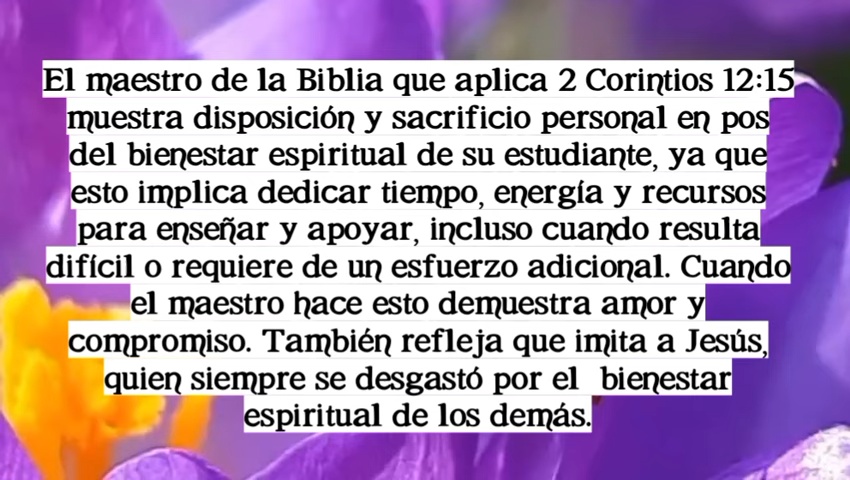 El maestro de la Biblia que aplica 2 Corintios 12:15
muestra disposición y sacrificio personal en pos
del bienestar espiritual de su estudiante, ya que
esto implica dedicar tiempo, energía y recursos
para enseñar y apoyar, incluso cuando resulta
difícil o requiere de un esfuerzo adicional. Cuando
el maestro hace esto demuestra amor y
compromiso. También refleja que imita a Jesús,
quien siempre se desgastó por el  bienestar
espiritual de los demás.